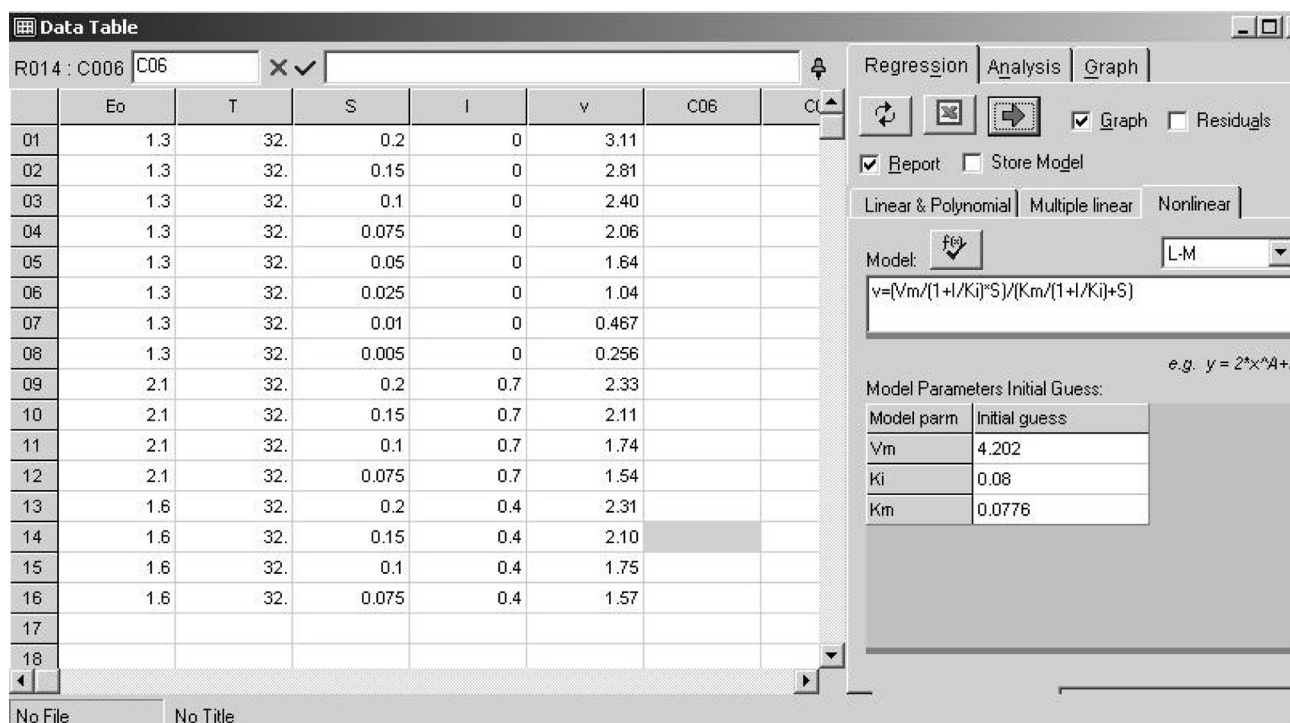 Data Table
R014 : C006 C06
Eo T S I v C06
01 1.3 32. 0.2 0 3.11
02 1.3 32. 0.15 0 2.81
03 1.3 32. 0.1 0 2.40
04 1.3 32. 0.075 0 2.06
05 1.3 32. 0.05 0 1.64
06 1.3 32. 0.025 0 1.04
07 1.3 32. 0.01 0 0.467
08 1.3 32. 0.005 0 0.256
09 2.1 32. 0.2 0.7 2.33
10 2.1 32. 0.15 0.7 2.11
11 2.1 32. 0.1 0.7 1.74
12 2.1 32. 0.075 0.7 1.54
13 1.6 32. 0.2 0.4 2.31
14 1.6 32. 0.15 0.4 2.10
15 1.6 32. 0.1 0.4 1.75
16 1.6 32. 0.075 0.4 1.57
17
18
No File No Title
Regression Analysis Graph
Graph Residuals
Report Store Model
Linear & Polynomial Multiple linear Nonlinear
Model: f(x) L-M
v=(Vm/(1+I/Ki)*S)/(Km/(1+I/Ki)+S)
e.g. y = 2*x^A+
Model Parameters Initial Guess:
Model parm Initial guess
Vm 4.202
Ki 0.08
Km 0.0776